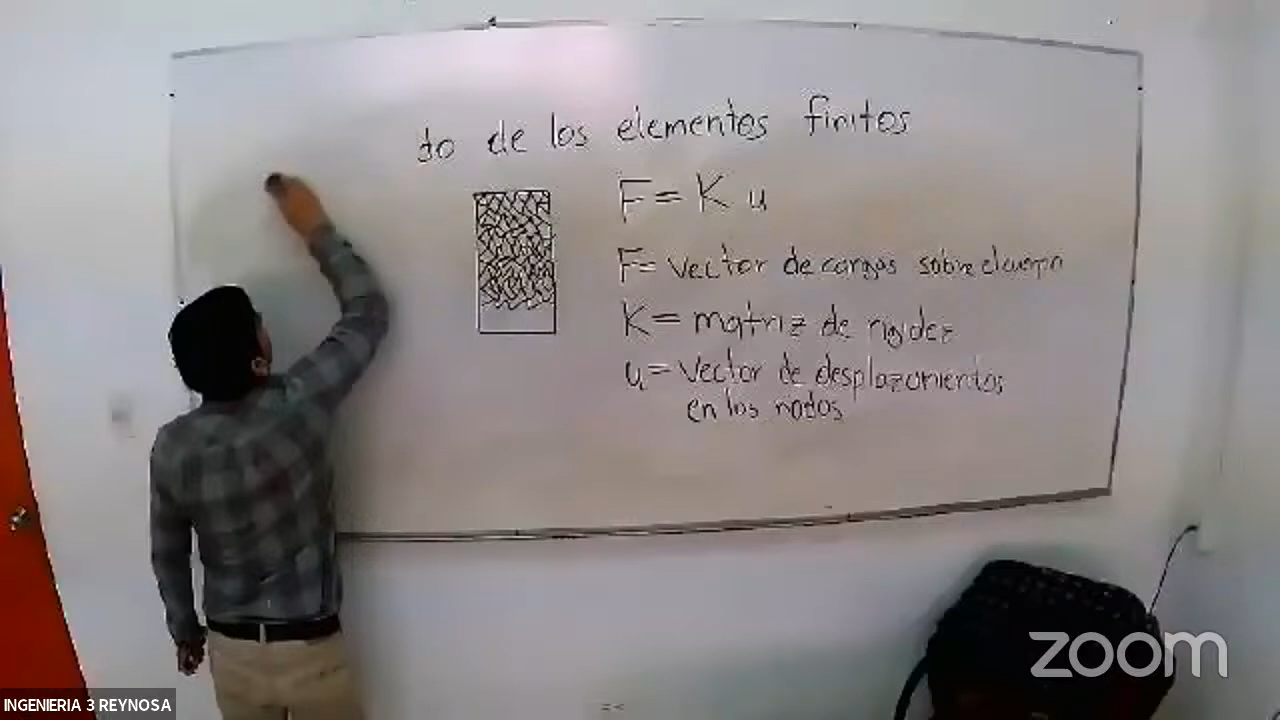 do de los elementos finitos
F = K u
F = vector de cargas sobre el cuerpo
K = matriz de rigidez
u = vector de desplazamientos
en los nodos
zoom
INGENIERIA 3 REYNOSA